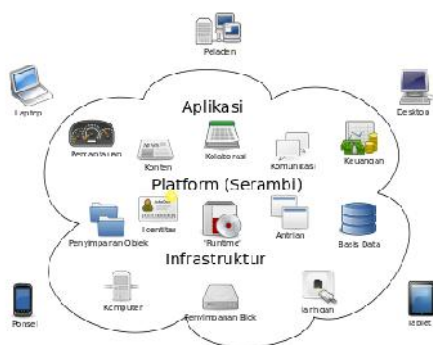 Peladen
Aplikasi
Laptop
Desktop
Pemantauan
Konten
Kolaborasi
Komunikasi
Keuangan
Platform (Serambi)
Penyimpanan Objek
Identitas
"Runtime"
Antrian
Basis Data
Infrastruktur
Ponsel
Komputer
Penyimpanan Blok
Jaringan
Tablet